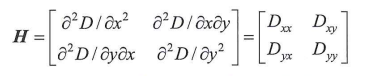 H = [ ∂²D/∂x² ∂²D/∂x∂y ] = [ Dxx Dxy ]
[ ∂²D/∂y∂x ∂²D/∂y² ] [ Dyx Dyy ]